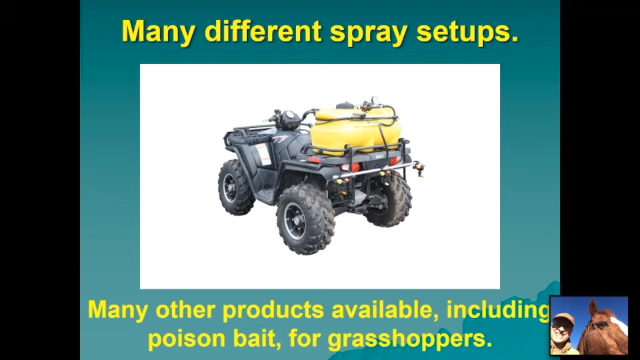 Many different spray setups.
Many other products available, including
poison bait, for grasshoppers.